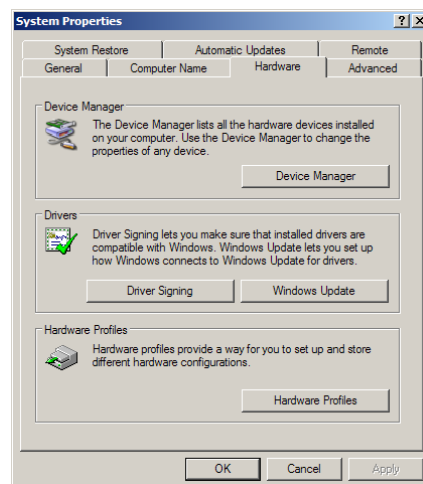 System Properties
System Restore Automatic Updates Remote
General Computer Name Hardware Advanced
Device Manager
The Device Manager lists all the hardware devices installed
on your computer. Use the Device Manager to change the
properties of any device.
Device Manager
Drivers
Driver Signing lets you make sure that installed drivers are
compatible with Windows. Windows Update lets you set up
how Windows connects to Windows Update for drivers.
Driver Signing Windows Update
Hardware Profiles
Hardware profiles provide a way for you to set up and store
different hardware configurations.
Hardware Profiles
OK Cancel Apply